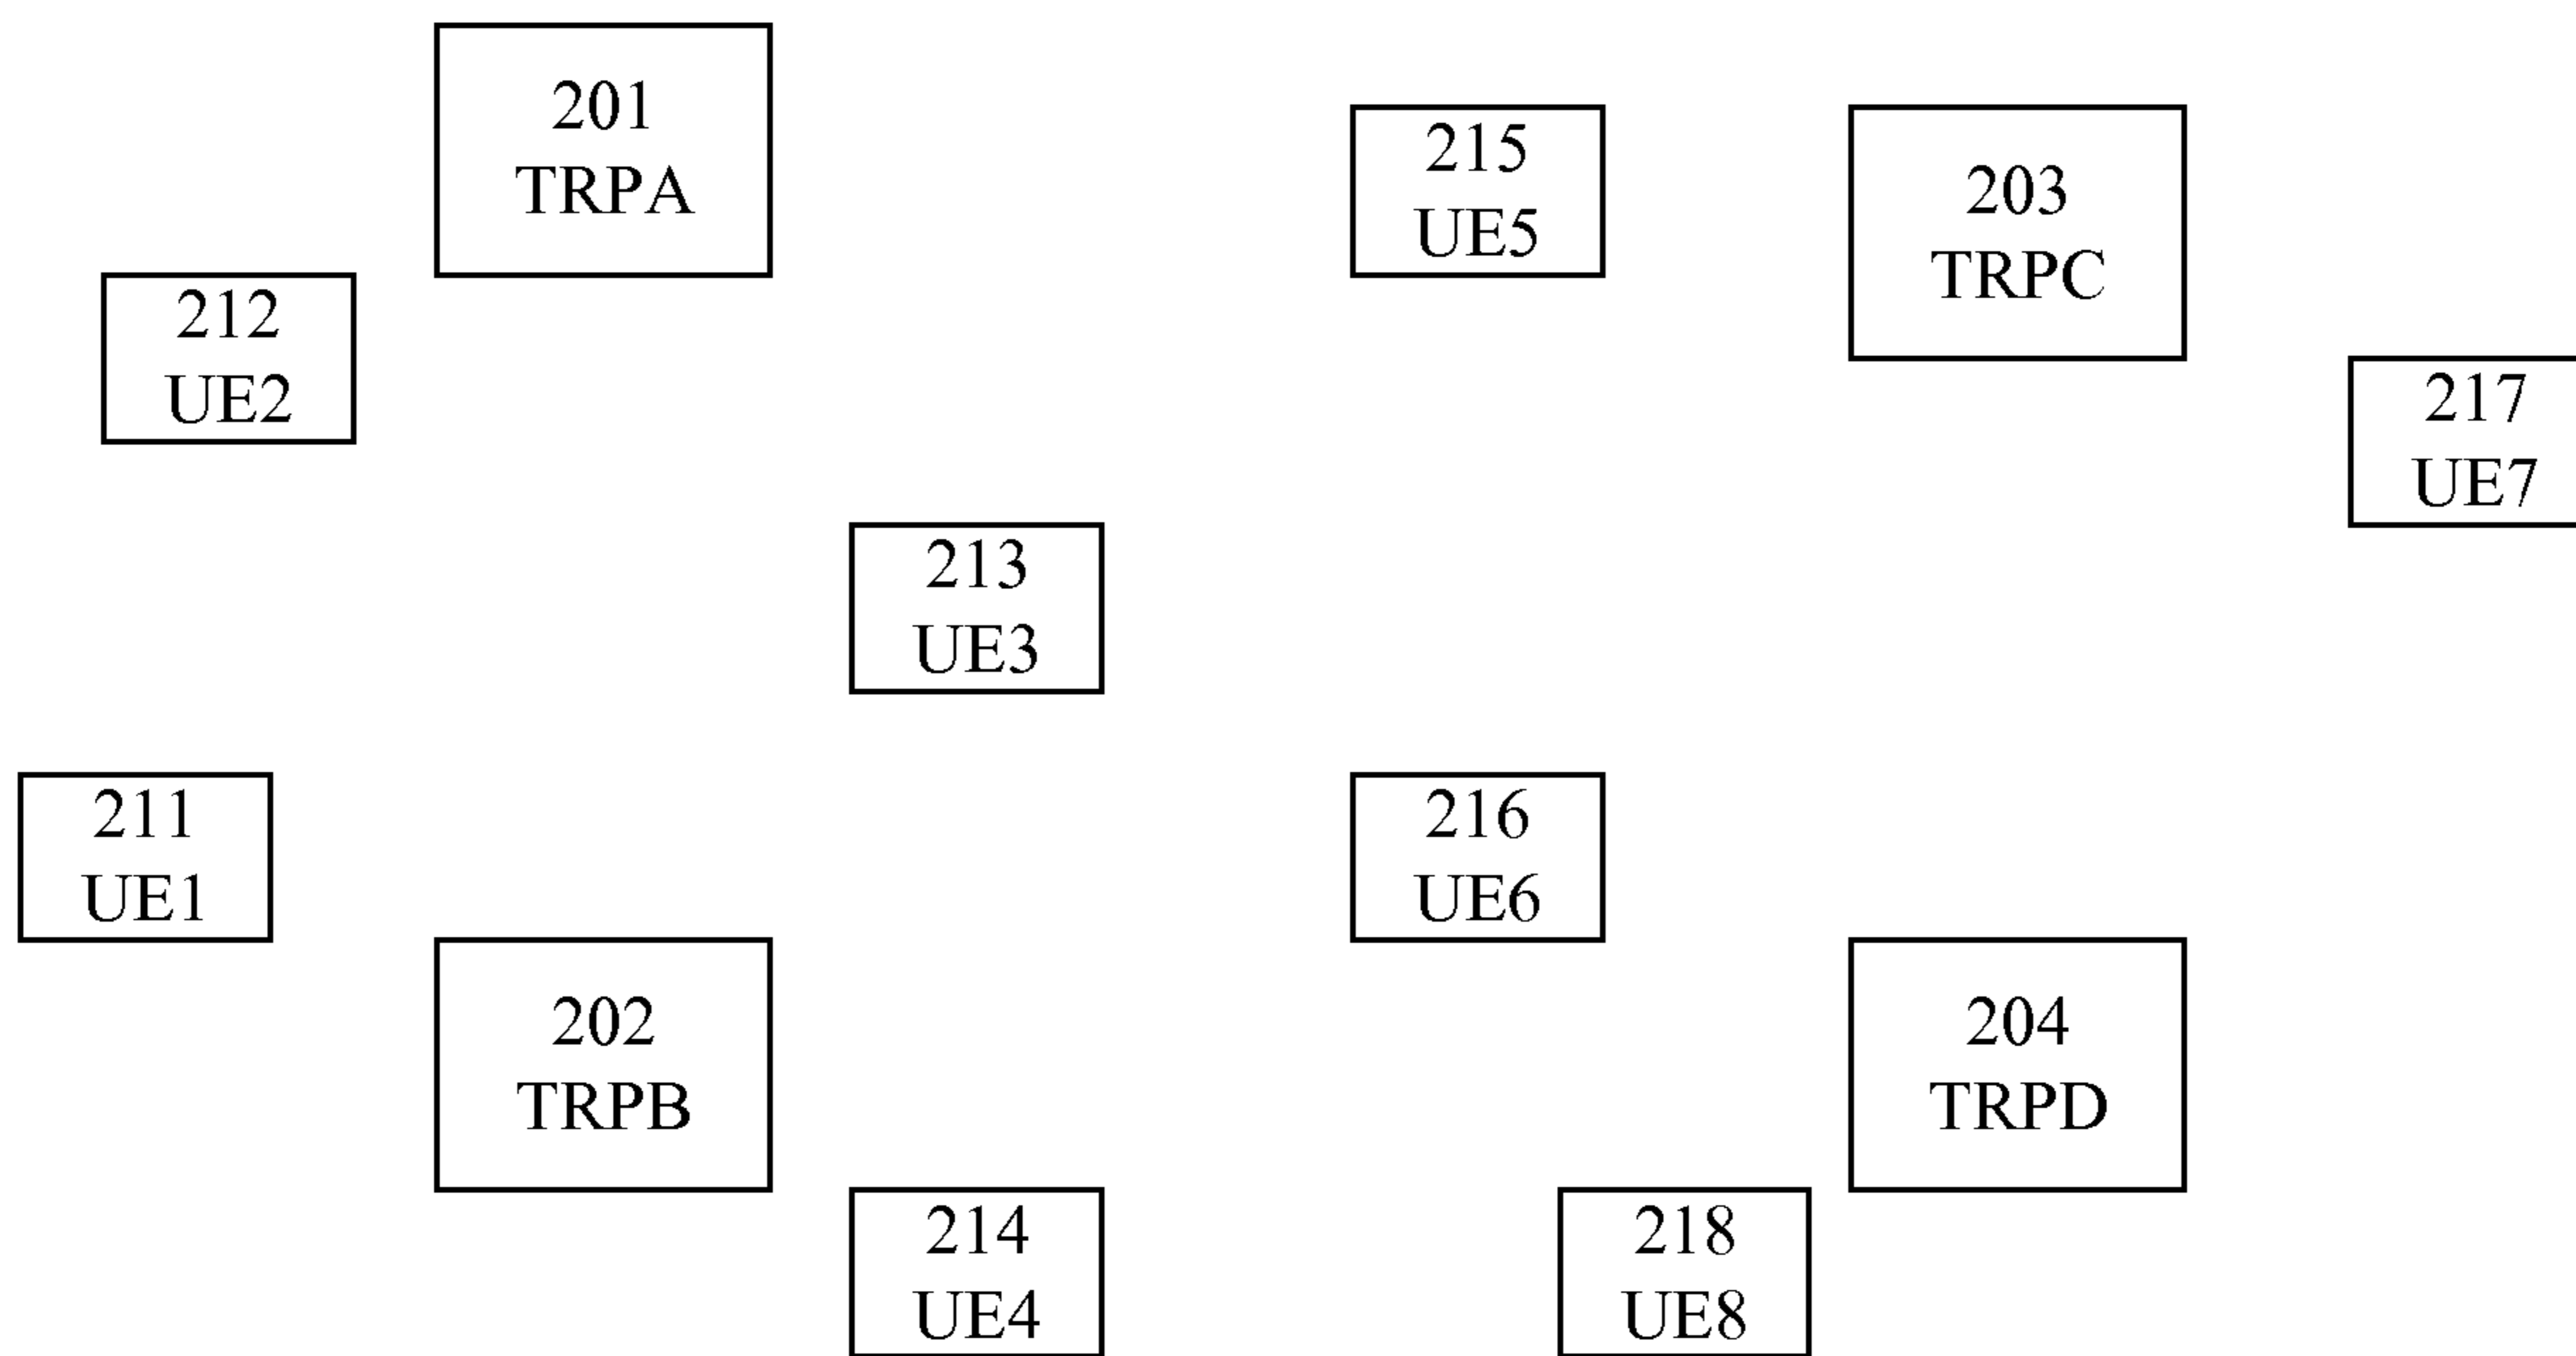 201
TRPA
215
UE5
203
TRPC
212
UE2
217
UE7
213
UE3
211
UE1
216
UE6
202
TRPB
204
TRPD
214
UE4
218
UE8